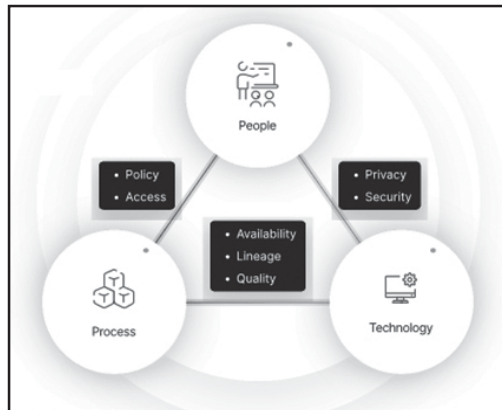 People
• Policy
• Access
• Privacy
• Security
• Availability
• Lineage
• Quality
Process
Technology